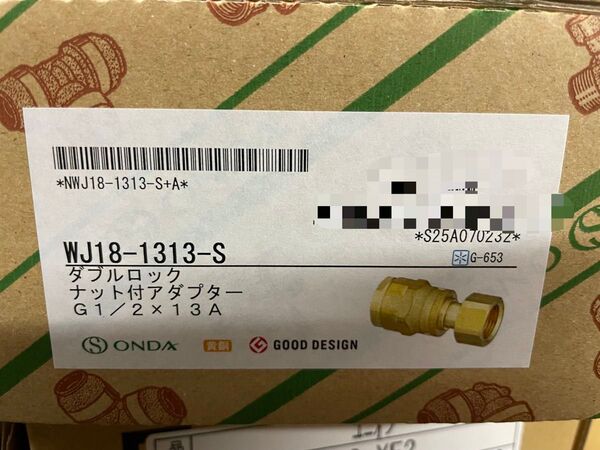 *NWJ18-1313-S+A*
*S25A070232*
WJ18-1313-S
G-653
ダブルロック
ナット付アダプター
G1/2×13A
ONDA 黄銅 GOOD DESIGN